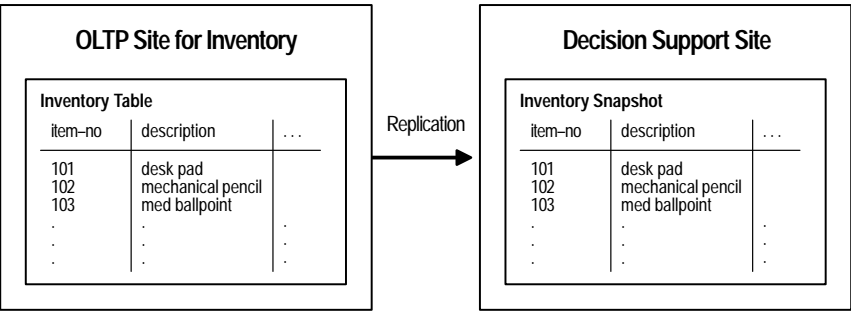 OLTP Site for Inventory
Inventory Table
item–no description . . .
101 desk pad
102 mechanical pencil
103 med ballpoint
. . .
. . .
. . .
Replication
Decision Support Site
Inventory Snapshot
item–no description . . .
101 desk pad
102 mechanical pencil
103 med ballpoint
. . .
. . .
. . .